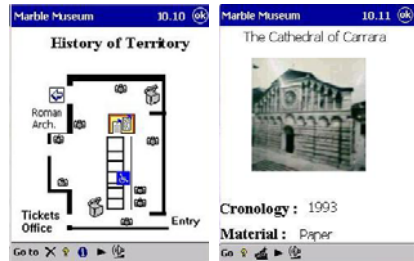 Marble Museum 10.10 ok
History of Territory
Roman
Arch.
Tickets
Office
Entry
Go to
Marble Museum 10.11 ok
The Cathedral of Carrara
Cronology : 1993
Material : Paper
Go